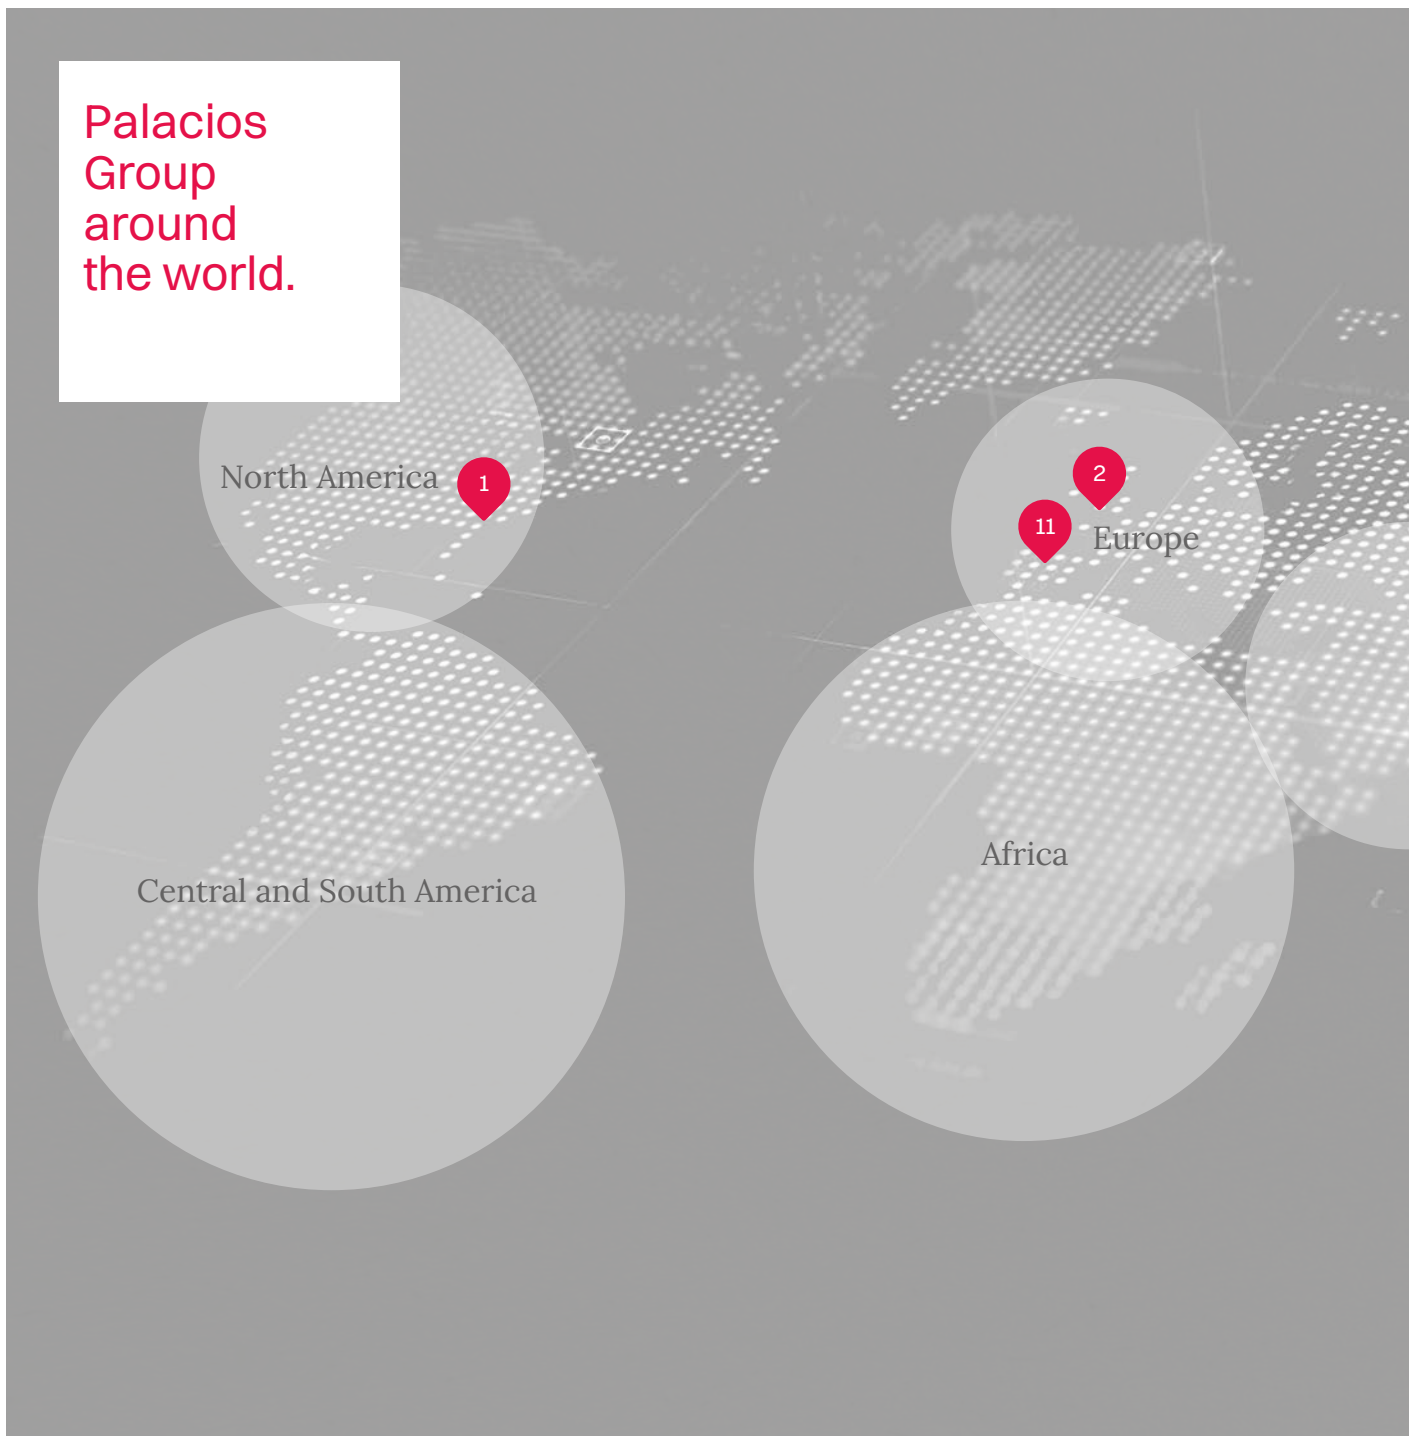 Palacios
Group
around
the world.
North America
1
2
11
Europe
Africa
Central and South America